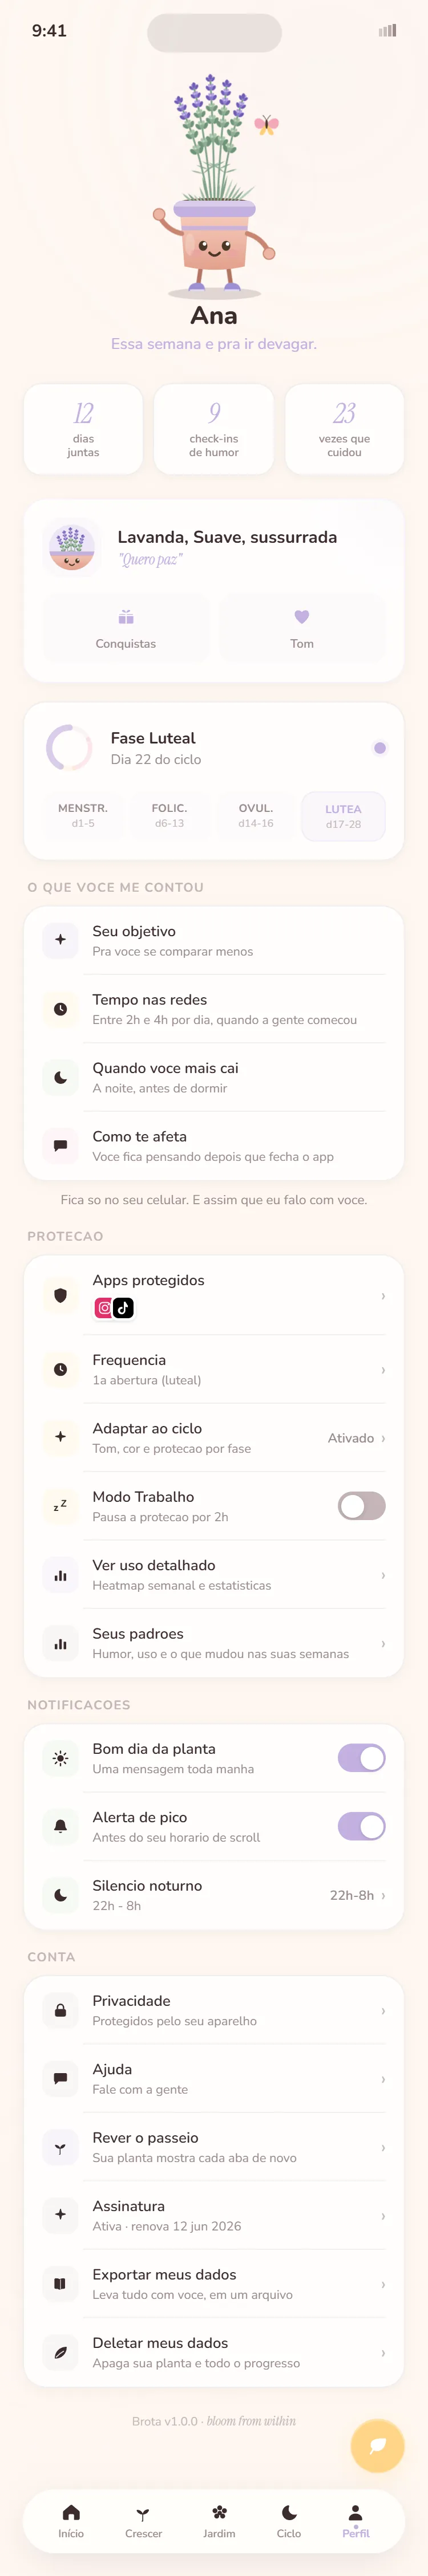 9:41
Ana
Essa semana e pra ir devagar.
12
dias
juntas
9
check-ins
de humor
23
vezes que
cuidou
Lavanda, Suave, sussurrada
"Quero paz"
Conquistas
Tom
Fase Luteal
Dia 22 do ciclo
MENSTR.
d1-5
FOLIC.
d6-13
OVUL.
d14-16
LUTEA
d17-28
O QUE VOCE ME CONTOU
Seu objetivo
Pra voce se comparar menos
Tempo nas redes
Entre 2h e 4h por dia, quando a gente comecou
Quando voce mais cai
A noite, antes de dormir
Como te afeta
Voce fica pensando depois que fecha o app
Fica so no seu celular. E assim que eu falo com voce.
PROTECAO
Apps protegidos
Frequencia
1a abertura (luteal)
Adaptar ao ciclo
Tom, cor e protecao por fase
Ativado
z Z
Modo Trabalho
Pausa a protecao por 2h
Ver uso detalhado
Heatmap semanal e estatisticas
Seus padroes
Humor, uso e o que mudou nas suas semanas
NOTIFICACOES
Bom dia da planta
Uma mensagem toda manha
Alerta de pico
Antes do seu horario de scroll
Silencio noturno
22h - 8h
22h-8h
CONTA
Privacidade
Protegidos pelo seu aparelho
Ajuda
Fale com a gente
Rever o passeio
Sua planta mostra cada aba de novo
Assinatura
Ativa · renova 12 jun 2026
Exportar meus dados
Leva tudo com voce, em um arquivo
Deletar meus dados
Apaga sua planta e todo o progresso
Brota v1.0.0 · bloom from within
Início
Crescer
Jardim
Ciclo
Perfil